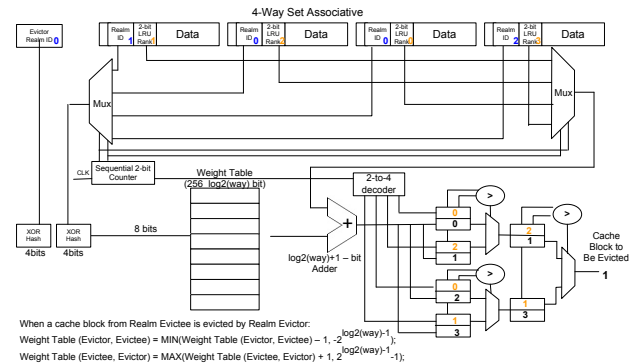 4-Way Set Associative
Evictor
Realm ID 0
Realm
ID 1
2-bit
LRU
Rank
Data
Realm
ID 0
2-bit
LRU
Rank 2
Data
Realm
ID 0
2-bit
LRU
Rank 0
Data
Realm
ID 2
2-bit
LRU
Rank 3
Data
Mux
Mux
CLK
Sequential 2-bit
Counter
Weight Table
(256 log2(way) bit)
2-to-4
decoder
XOR
Hash
4bits
XOR
Hash
4bits
8 bits
+
log2(way)+1 – bit
Adder
0
0
2
1
0
2
1
3
>
>
>
2
1
1
3
Cache
Block to
Be Evicted
1
When a cache block from Realm Evictee is evicted by Realm Evictor:
Weight Table (Evictor, Evictee) = MIN(Weight Table (Evictor, Evictee) – 1, -2log2(way)-1);
Weight Table (Evictee, Evictor) = MAX(Weight Table (Evictee, Evictor) + 1, 2log2(way)-1-1);